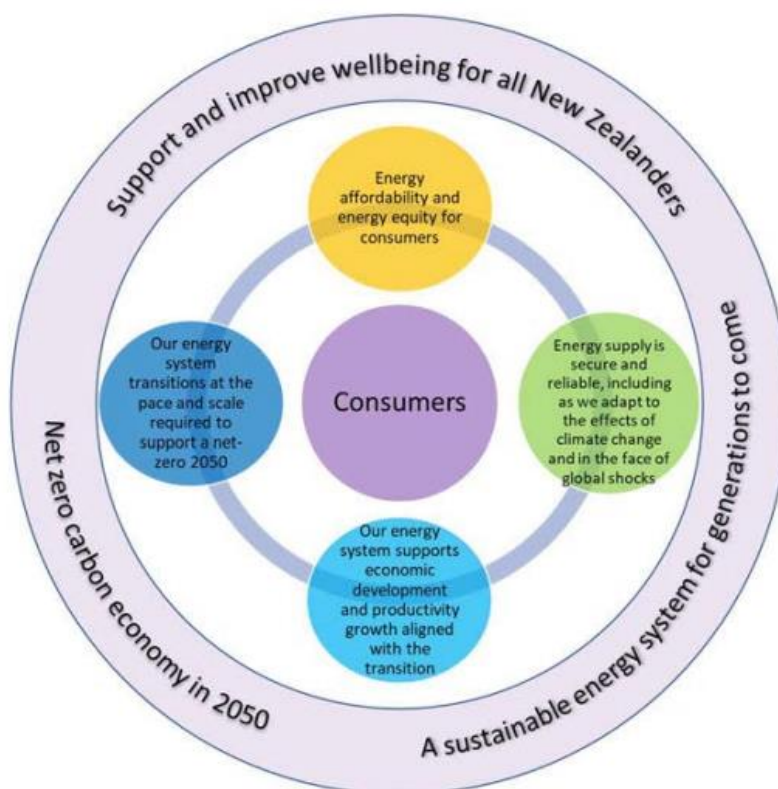 Support and improve wellbeing for all New Zealanders
Energy
affordability and
energy equity for
consumers
Our energy
system
transitions at the
pace and scale
required to
support a net-
zero 2050
Consumers
Energy supply is
secure and
reliable, including
as we adapt to
the effects of
climate change
and in the face of
global shocks
Our energy
system supports
economic
development
and productivity
growth aligned
with the
transition
Net zero carbon economy in 2050
A sustainable energy system for generations to come